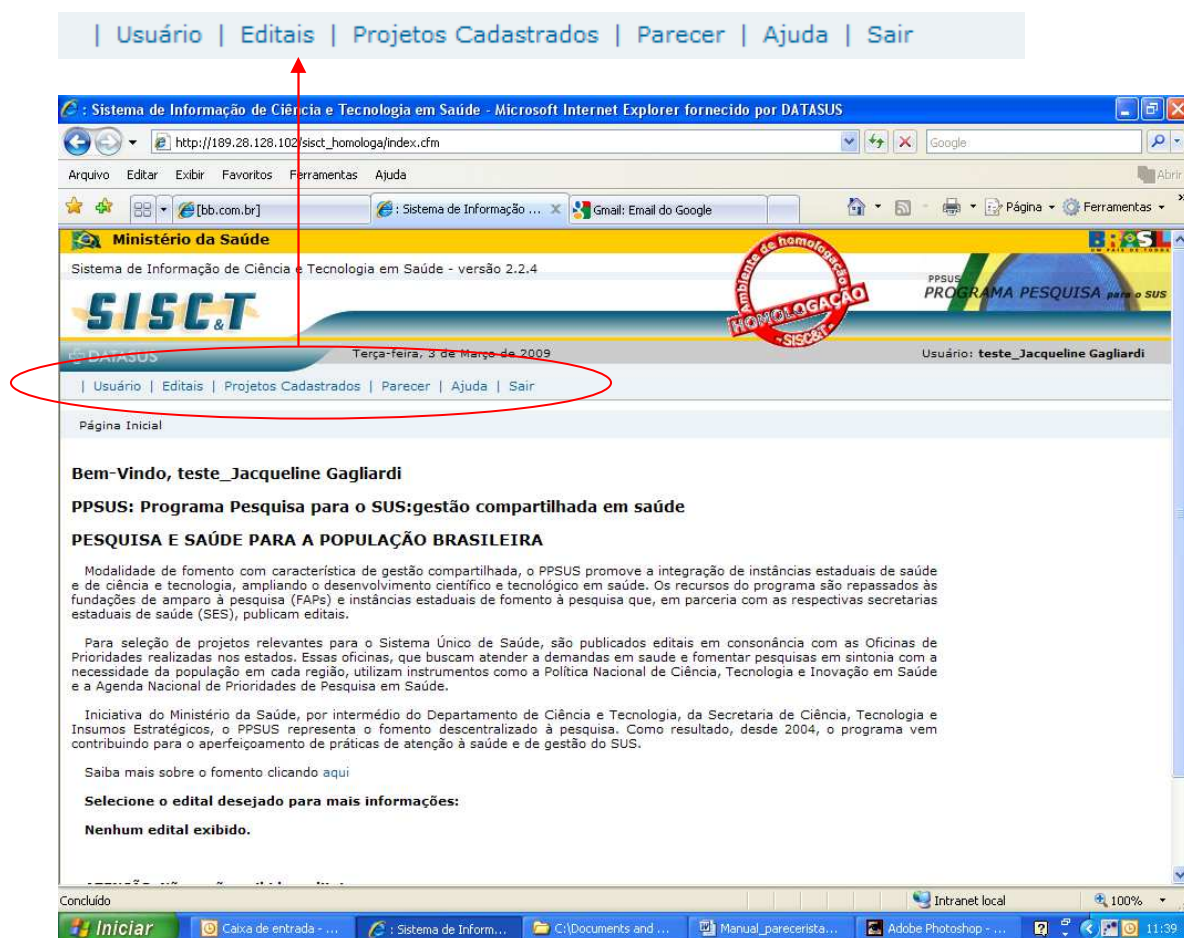 | Usuário | Editais | Projetos Cadastrados | Parecer | Ajuda | Sair
: Sistema de Informação de Ciência e Tecnologia em Saúde - Microsoft Internet Explorer fornecido por DATASUS
http://189.28.128.102/sisct_homologa/index.cfm
Google
Arquivo Editar Exibir Favoritos Ferramentas Ajuda
Abrir
[bb.com.br] : Sistema de Informação ... Gmail: Email do Google Página Ferramentas »
Ministério da Saúde
BRASIL
UM PAÍS DE TODOS
Sistema de Informação de Ciência e Tecnologia em Saúde - versão 2.2.4
Ambiente de homologação
HOMOLOGAÇÃO
-SISC&T-
PPSUS
PROGRAMA PESQUISA para o SUS
SISC&T
DATASUS Terça-feira, 3 de Março de 2009 Usuário: teste_Jacqueline Gagliardi
| Usuário | Editais | Projetos Cadastrados | Parecer | Ajuda | Sair
Página Inicial
Bem-Vindo, teste_Jacqueline Gagliardi
PPSUS: Programa Pesquisa para o SUS:gestão compartilhada em saúde
PESQUISA E SAÚDE PARA A POPULAÇÃO BRASILEIRA
Modalidade de fomento com característica de gestão compartilhada, o PPSUS promove a integração de instâncias estaduais de saúde
e de ciência e tecnologia, ampliando o desenvolvimento científico e tecnológico em saúde. Os recursos do programa são repassados às
fundações de amparo à pesquisa (FAPs) e instâncias estaduais de fomento à pesquisa que, em parceria com as respectivas secretarias
estaduais de saúde (SES), publicam editais.
Para seleção de projetos relevantes para o Sistema Único de Saúde, são publicados editais em consonância com as Oficinas de
Prioridades realizadas nos estados. Essas oficinas, que buscam atender a demandas em saude e fomentar pesquisas em sintonia com a
necessidade da população em cada região, utilizam instrumentos como a Política Nacional de Ciência, Tecnologia e Inovação em Saúde
e a Agenda Nacional de Prioridades de Pesquisa em Saúde.
Iniciativa do Ministério da Saúde, por intermédio do Departamento de Ciência e Tecnologia, da Secretaria de Ciência, Tecnologia e
Insumos Estratégicos, o PPSUS representa o fomento descentralizado à pesquisa. Como resultado, desde 2004, o programa vem
contribuindo para o aperfeiçoamento de práticas de atenção à saúde e de gestão do SUS.
Saiba mais sobre o fomento clicando aqui
Selecione o edital desejado para mais informações:
Nenhum edital exibido.
Concluído Intranet local 100%
Iniciar Caixa de entrada - ... : Sistema de Inform... C:\Documents and ... Manual_parecerista... Adobe Photoshop - ... 11:39